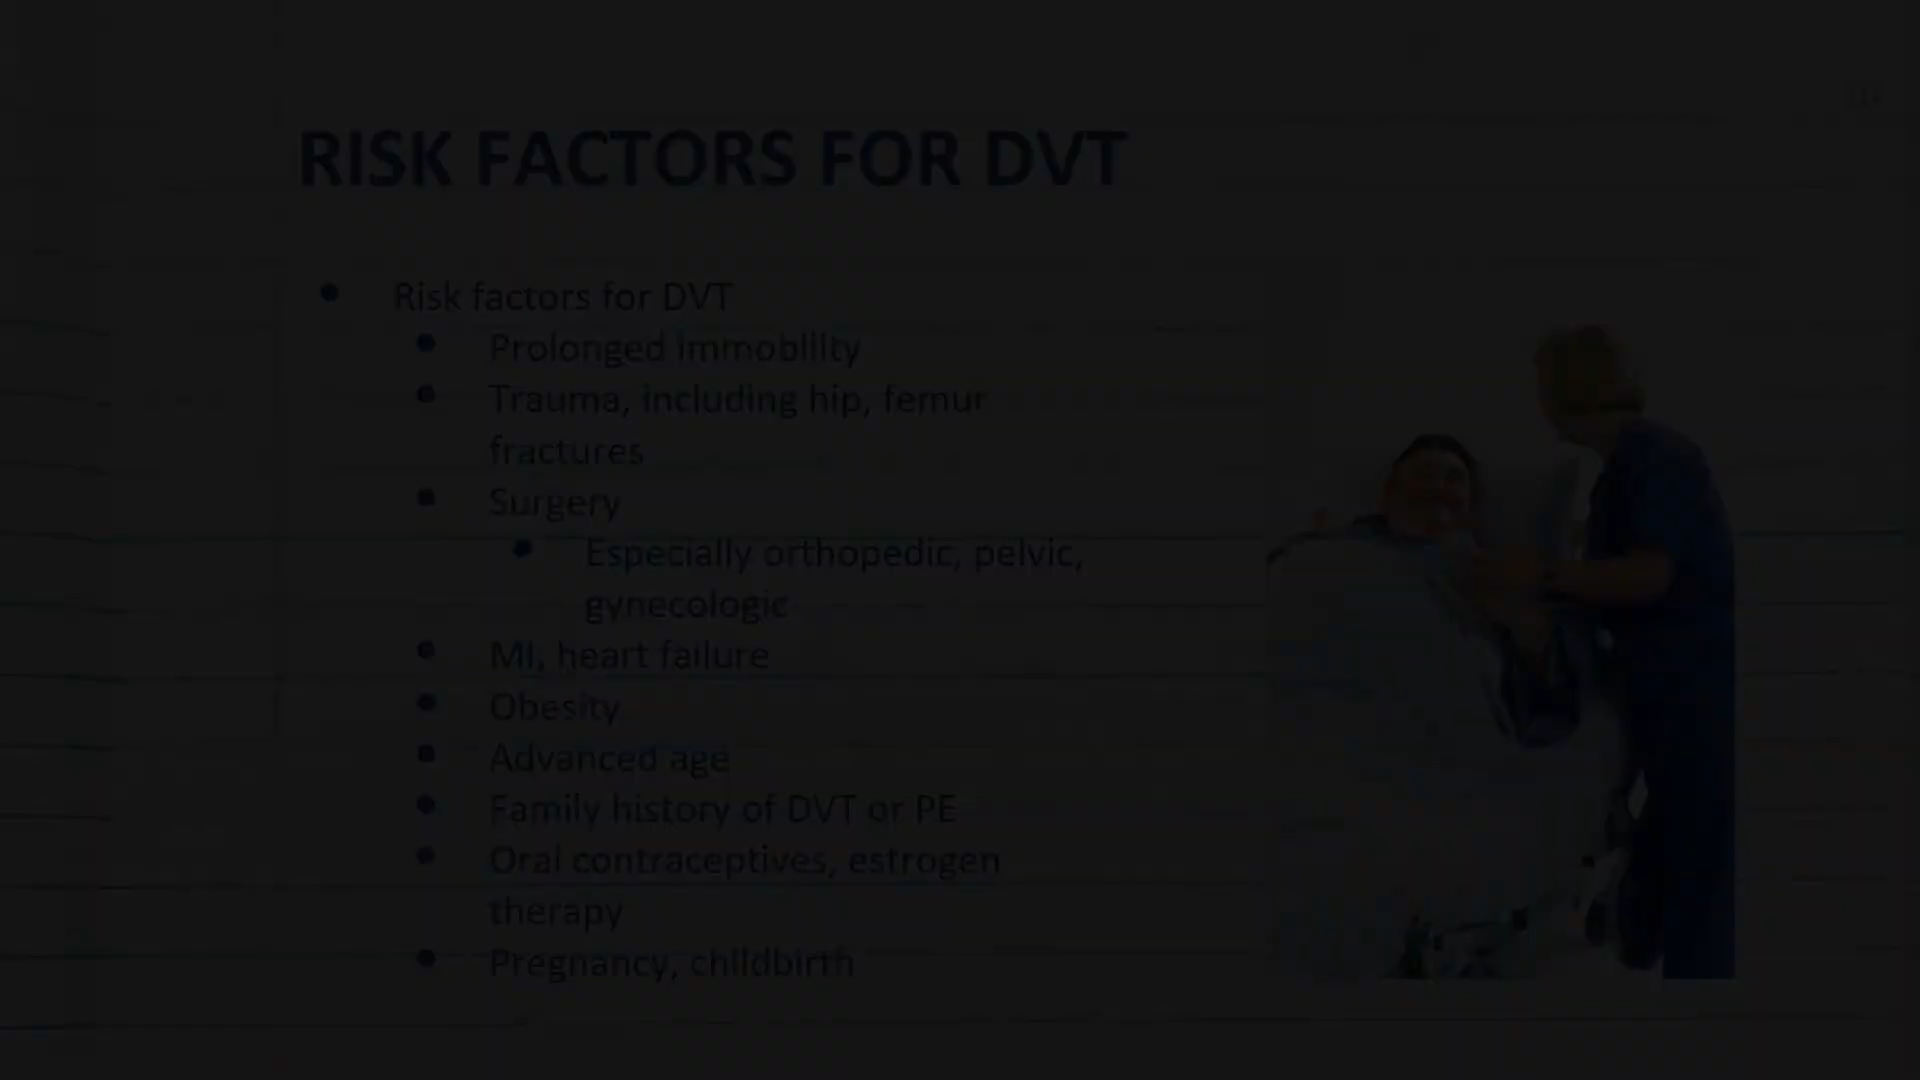 RISK FACTORS FOR DVT
Risk factors for DVT
Prolonged immobility
Trauma, including hip, femur
fractures
Surgery
Especially orthopedic, pelvic,
gynecologic
MI, heart failure
Obesity
Advanced age
Family history of DVT or PE
Oral contraceptives, estrogen
therapy
Pregnancy, childbirth